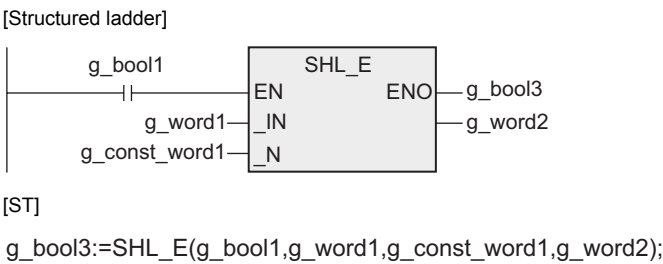 [Structured ladder]
g_bool1
SHL_E
EN ENO g_bool3
g_word1 _IN g_word2
g_const_word1 _N
[ST]
g_bool3:=SHL_E(g_bool1,g_word1,g_const_word1,g_word2);